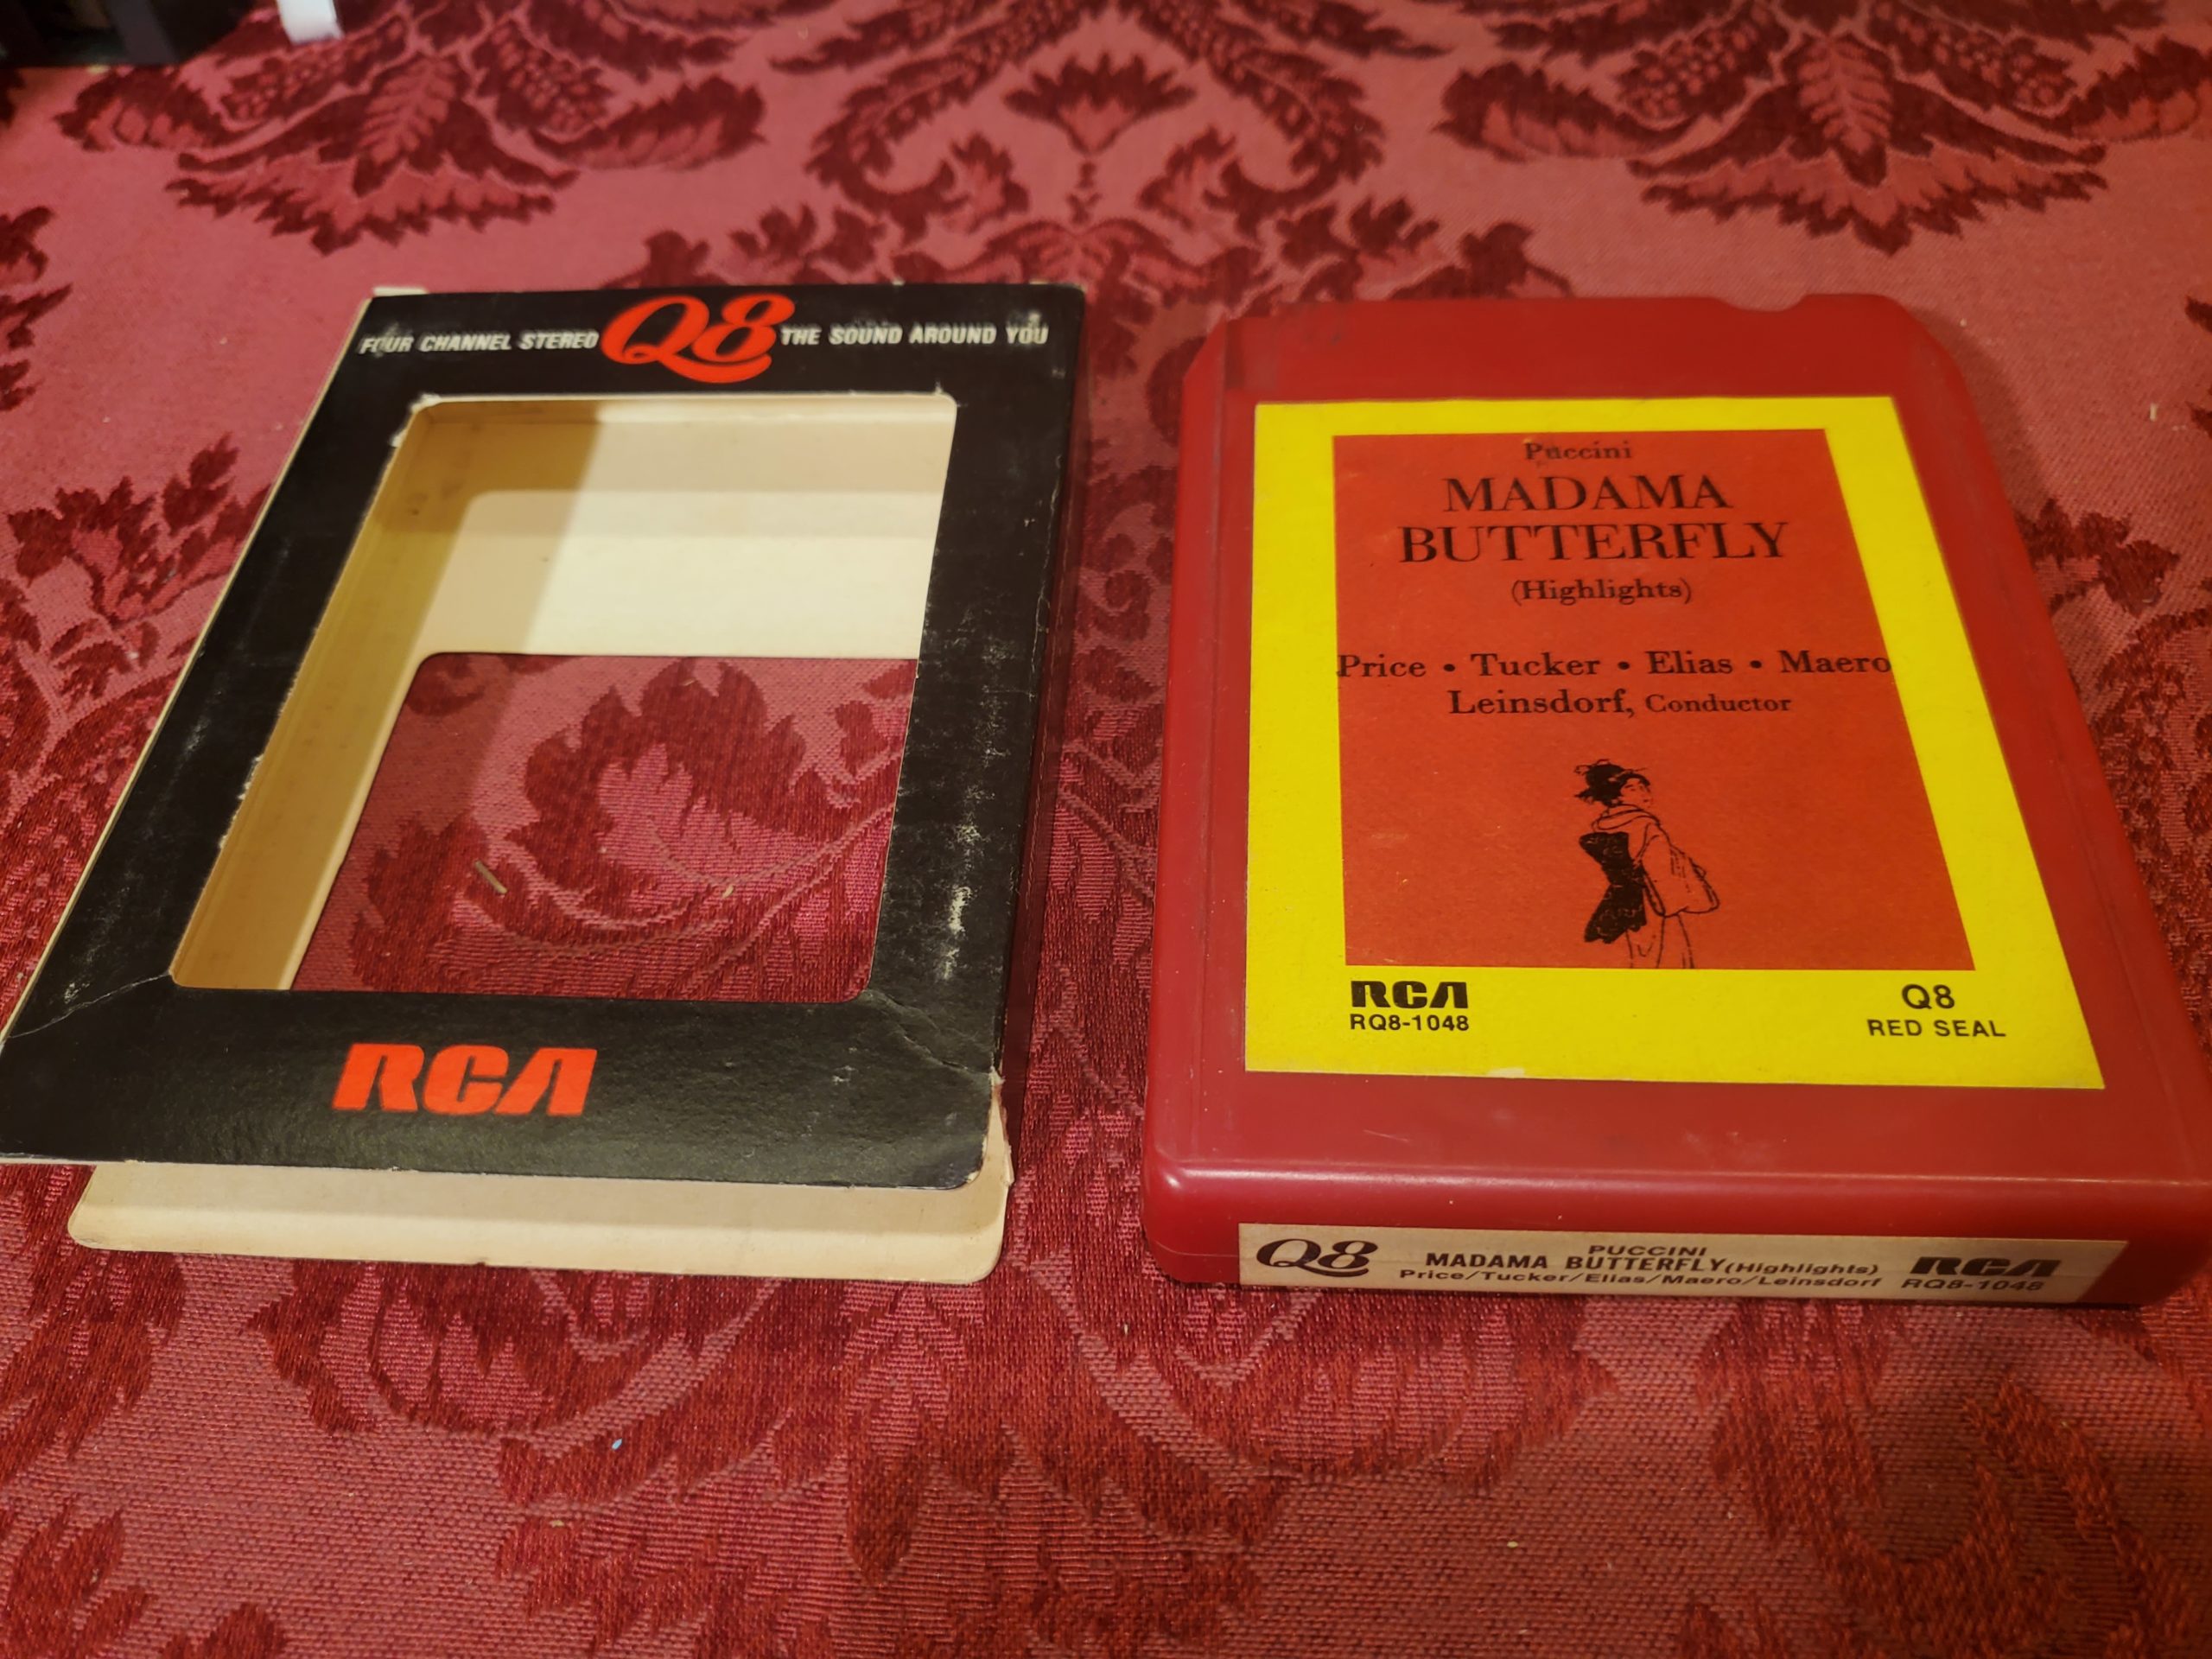 FOUR CHANNEL STEREO Q8 THE SOUND AROUND YOU
RCA
Puccini
MADAMA
BUTTERFLY
(Highlights)
Price • Tucker • Elias • Maero
Leinsdorf, Conductor
RCA
RQ8-1048
Q8
RED SEAL
Q8
PUCCINI
MADAMA BUTTERFLY (Highlights)
Price/Tucker/Elias/Maero/Leinsdorf
RCA
RQ8-1048